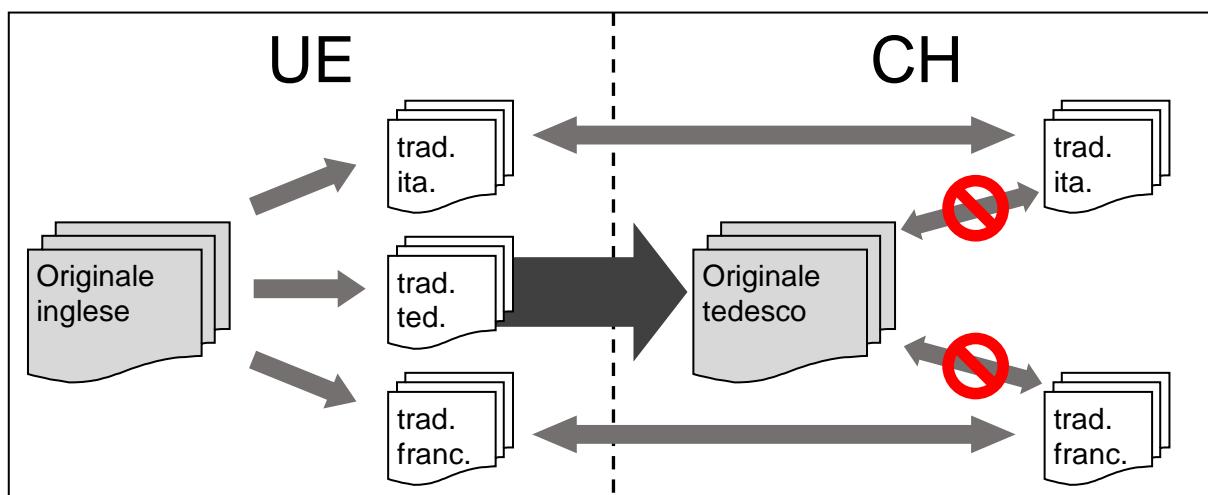 UE
CH
trad.
ita.
trad.
ita.
Originale
inglese
trad.
ted.
Originale
tedesco
trad.
franc.
trad.
franc.